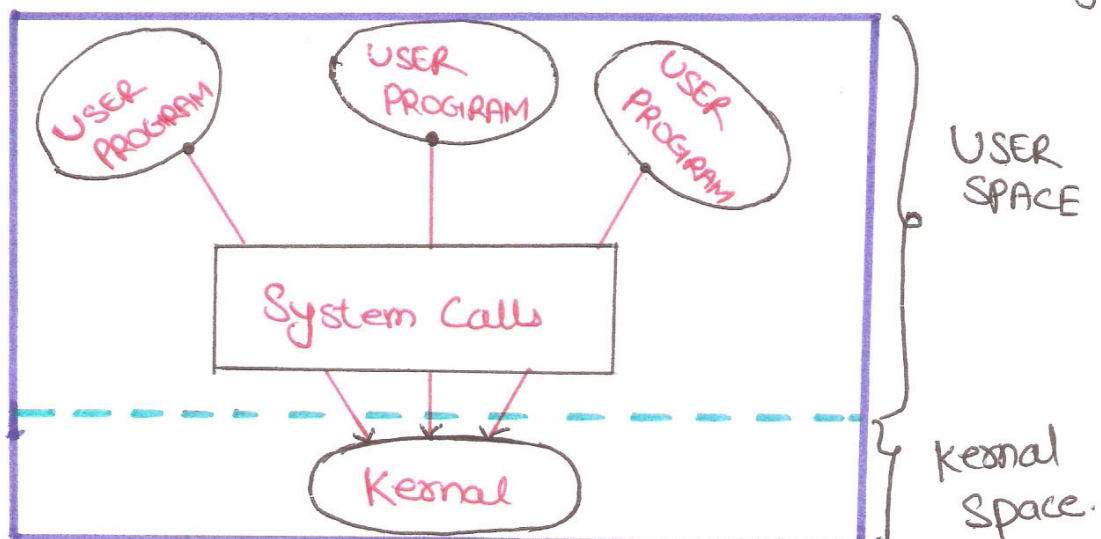 USER
PROGRAM
USER
PROGRAM
USER
PROGRAM
USER
SPACE
System Calls
Kernal
Kernal
Space.